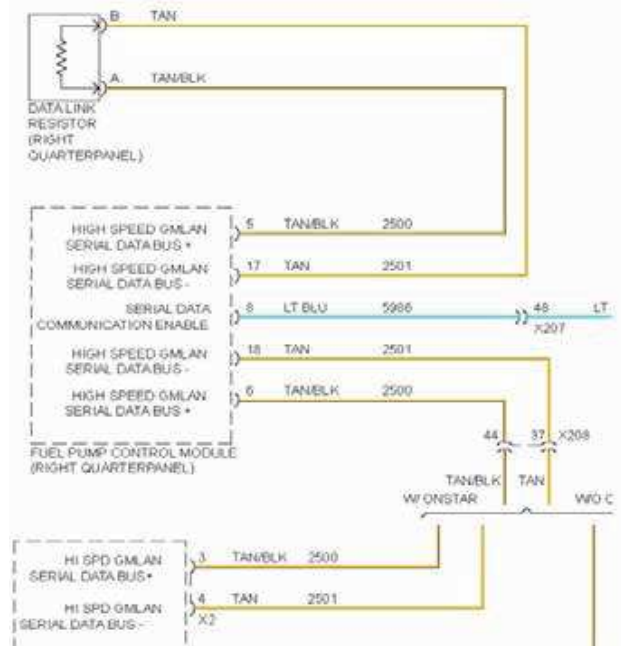 B TAN
A TAN/BLK
DATA LINK
RESISTOR
(RIGHT
QUARTERPANEL)
HIGH SPEED GMLAN
SERIAL DATA BUS +
5 TAN/BLK 2500
HIGH SPEED GMLAN
SERIAL DATA BUS -
17 TAN 2501
SERIAL DATA
COMMUNICATION ENABLE
8 LT BLU 5986 48 LT
X207
HIGH SPEED GMLAN
SERIAL DATA BUS -
18 TAN 2501
HIGH SPEED GMLAN
SERIAL DATA BUS +
6 TAN/BLK 2500
FUEL PUMP CONTROL MODULE
(RIGHT QUARTERPANEL)
44 37 X208
TAN/BLK TAN
W/ ONSTAR W/O
HI SPD GMLAN
SERIAL DATA BUS+
3 TAN/BLK 2500
HI SPD GMLAN
SERIAL DATA BUS -
4 TAN 2501
X2